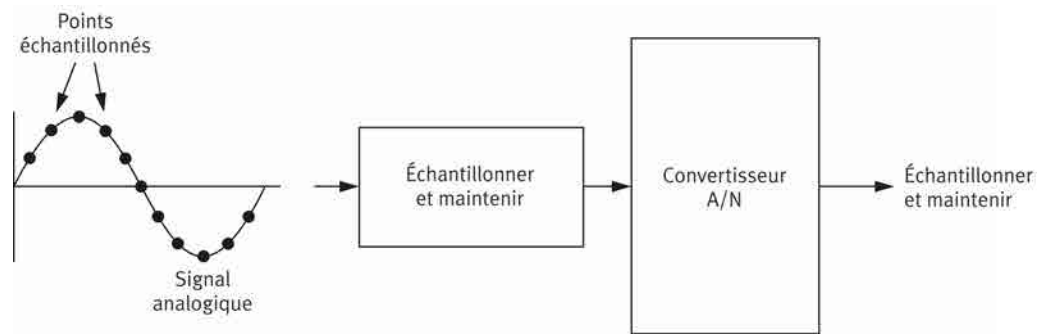 Points
échantillonnés
Signal
analogique
Échantillonner
et maintenir
Convertisseur
A/N
Échantillonner
et maintenir